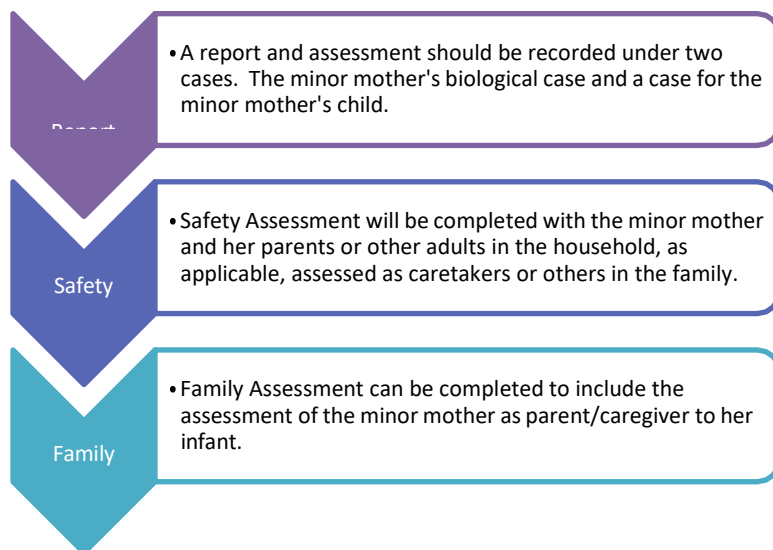 • A report and assessment should be recorded under two
cases.  The minor mother's biological case and a case for the
minor mother's child.
• Safety Assessment will be completed with the minor mother
and her parents or other adults in the household, as
applicable, assessed as caretakers or others in the family.
Safety
• Family Assessment can be completed to include the
assessment of the minor mother as parent/caregiver to her
infant.
Family